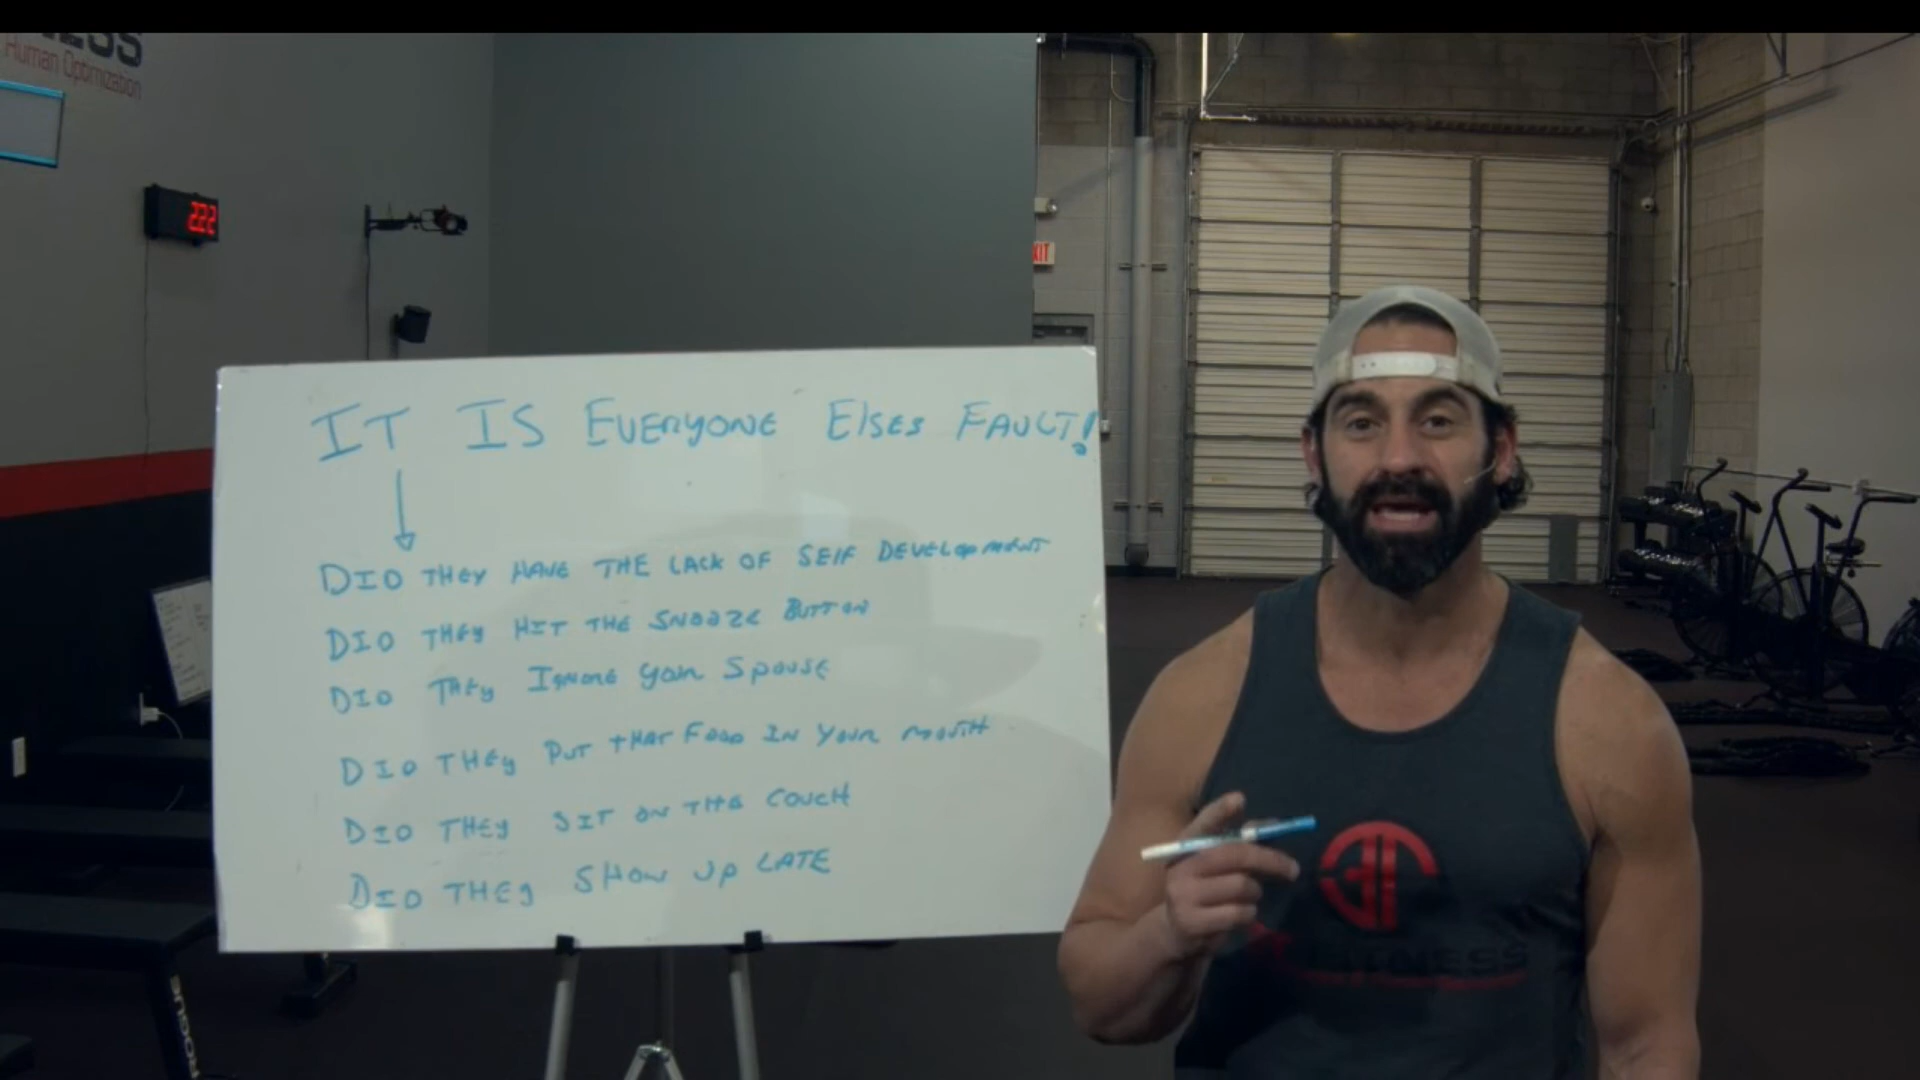 Human Optimization
222
IT IS EVERYONE ElsEs FAULT!
DID THEY HAVE THE LACK OF SELF DEVELOPMENT
DID THEY HIT THE SNOOZE BUTTON
DID THEY IGNORE YOUR SPOUSE
DID THEY PUT THAT FOOD IN YOUR MOUTH
DID THEY SIT ON THE COUCH
DID THEY SHOW UP LATE